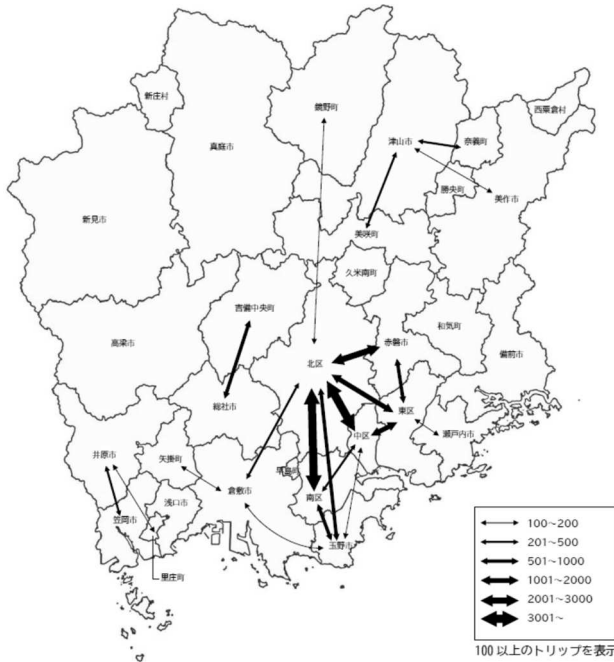 新庄村
鏡野町
西粟倉村
津山市
奈義町
真庭市
勝央町
美作市
新見市
美咲町
久米南町
吉備中央町
和気町
高梁市
赤磐市
備前市
北区
総社市
東区
中区
瀬戸内市
井原市
矢掛町
早島町
倉敷市
浅口市
南区
笠岡市
玉野市
里庄町
100～200
201～500
501～1000
1001～2000
2001～3000
3001～
100 以上のトリップを表示